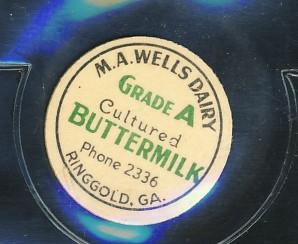 M.A. WELLS DAIRY
GRADE A
Cultured
BUTTERMILK
Phone 2336
RINGGOLD, GA.